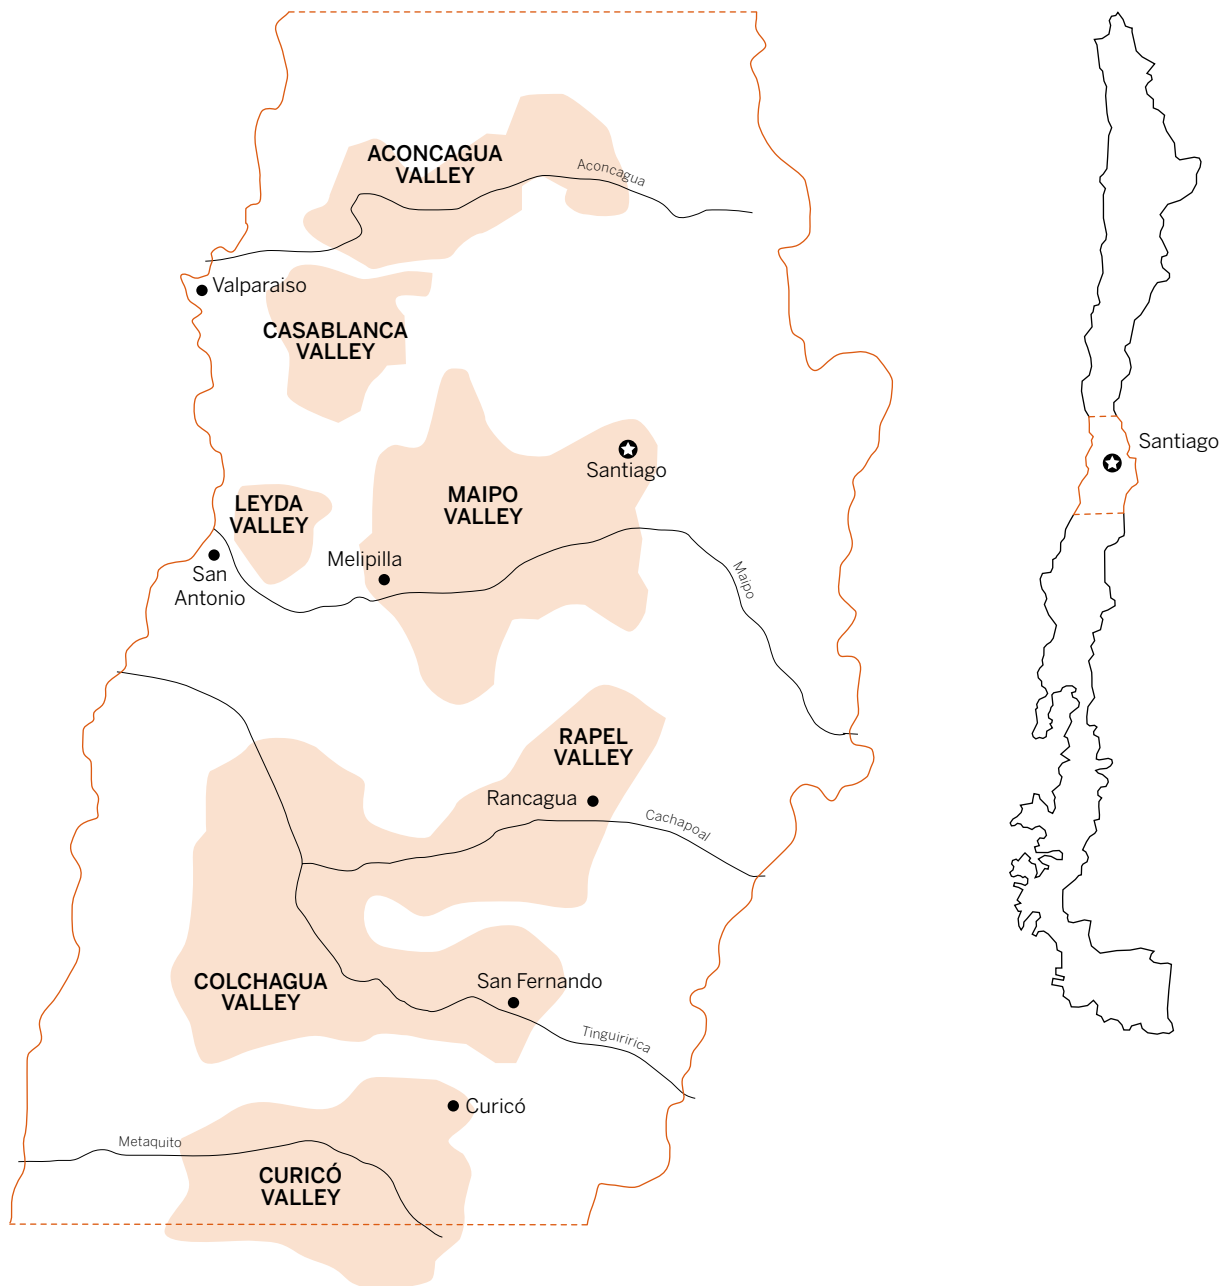 ACONCAGUA
VALLEY
Aconcagua
Valparaiso
CASABLANCA
VALLEY
Santiago
Santiago
LEYDA
VALLEY
MAIPO
VALLEY
Melipilla
San
Antonio
Maipo
RAPEL
VALLEY
Rancagua
Cachapoal
COLCHAGUA
VALLEY
San Fernando
Tinguiririca
Curicó
Metaquito
CURICÓ
VALLEY